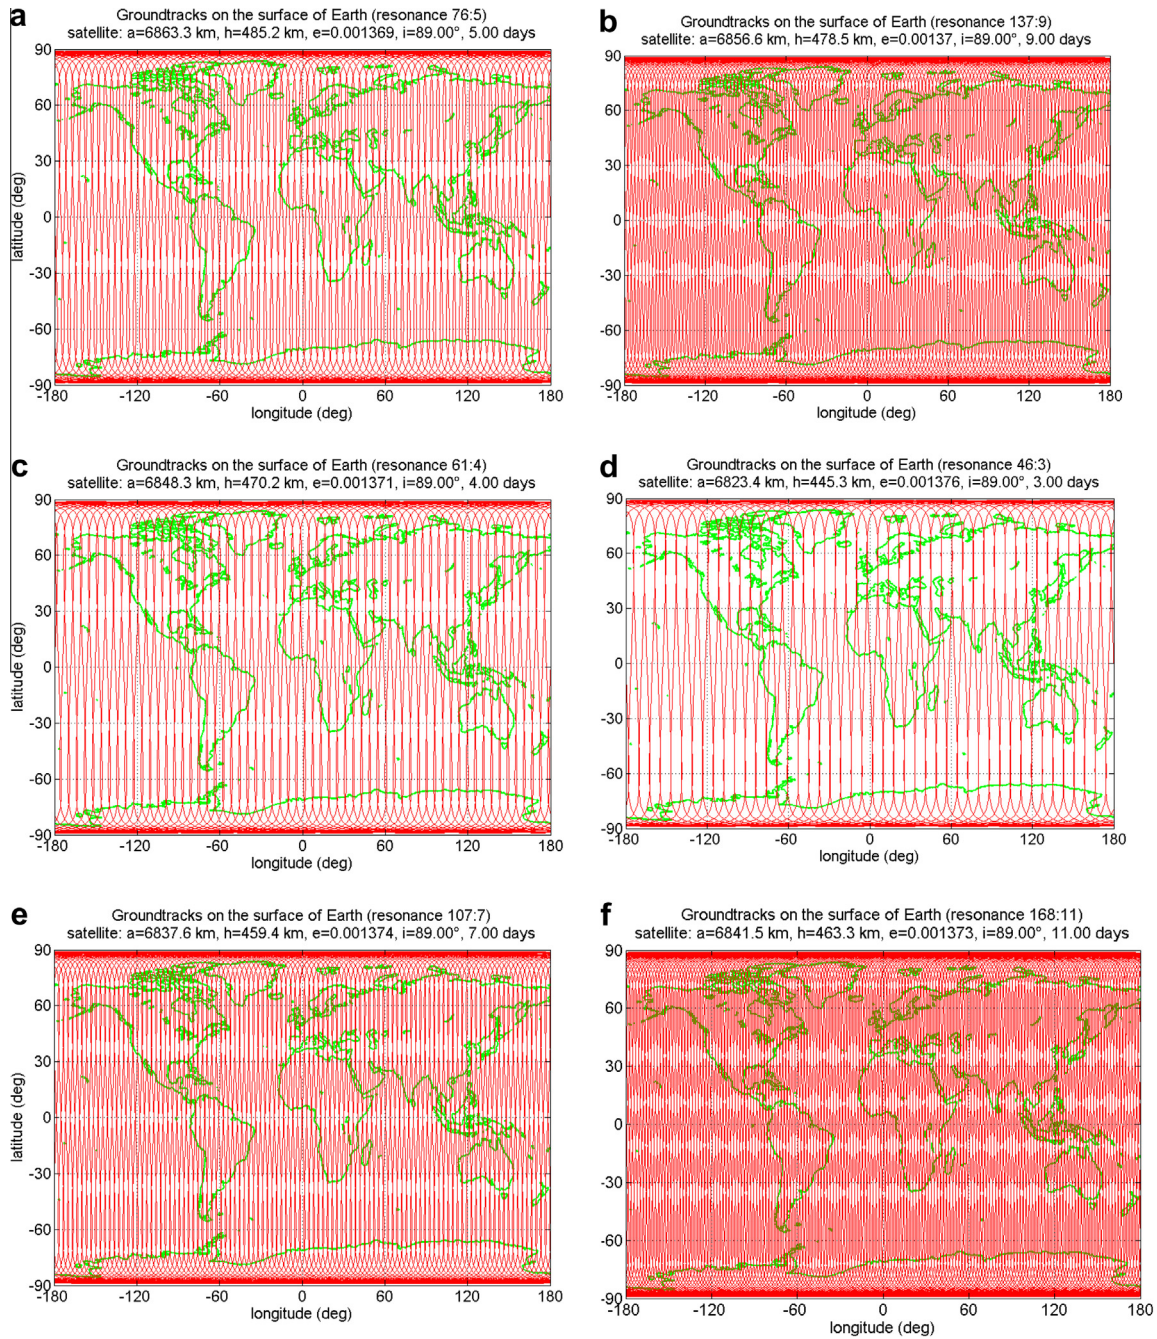 a
Groundtracks on the surface of Earth (resonance 76:5)
satellite: a=6863.3 km, h=485.2 km, e=0.001369, i=89.00°, 5.00 days
90
60
30
0
-30
-60
-90
latitude (deg)
-180 -120 -60 0 60 120 180
longitude (deg)
b
Groundtracks on the surface of Earth (resonance 137:9)
satellite: a=6856.6 km, h=478.5 km, e=0.00137, i=89.00°, 9.00 days
90
60
30
0
-30
-60
-90
-180 -120 -60 0 60 120 180
longitude (deg)
c
Groundtracks on the surface of Earth (resonance 61:4)
satellite: a=6848.3 km, h=470.2 km, e=0.001371, i=89.00°, 4.00 days
90
60
30
0
-30
-60
-90
latitude (deg)
-180 -120 -60 0 60 120 180
longitude (deg)
d
Groundtracks on the surface of Earth (resonance 46:3)
satellite: a=6823.4 km, h=445.3 km, e=0.001376, i=89.00°, 3.00 days
90
60
30
0
-30
-60
-90
-180 -120 -60 0 60 120 180
longitude (deg)
e
Groundtracks on the surface of Earth (resonance 107:7)
satellite: a=6837.6 km, h=459.4 km, e=0.001374, i=89.00°, 7.00 days
90
60
30
0
-30
-60
-90
latitude (deg)
-180 -120 -60 0 60 120 180
longitude (deg)
f
Groundtracks on the surface of Earth (resonance 168:11)
satellite: a=6841.5 km, h=463.3 km, e=0.001373, i=89.00°, 11.00 days
90
60
30
0
-30
-60
-90
-180 -120 -60 0 60 120 180
longitude (deg)